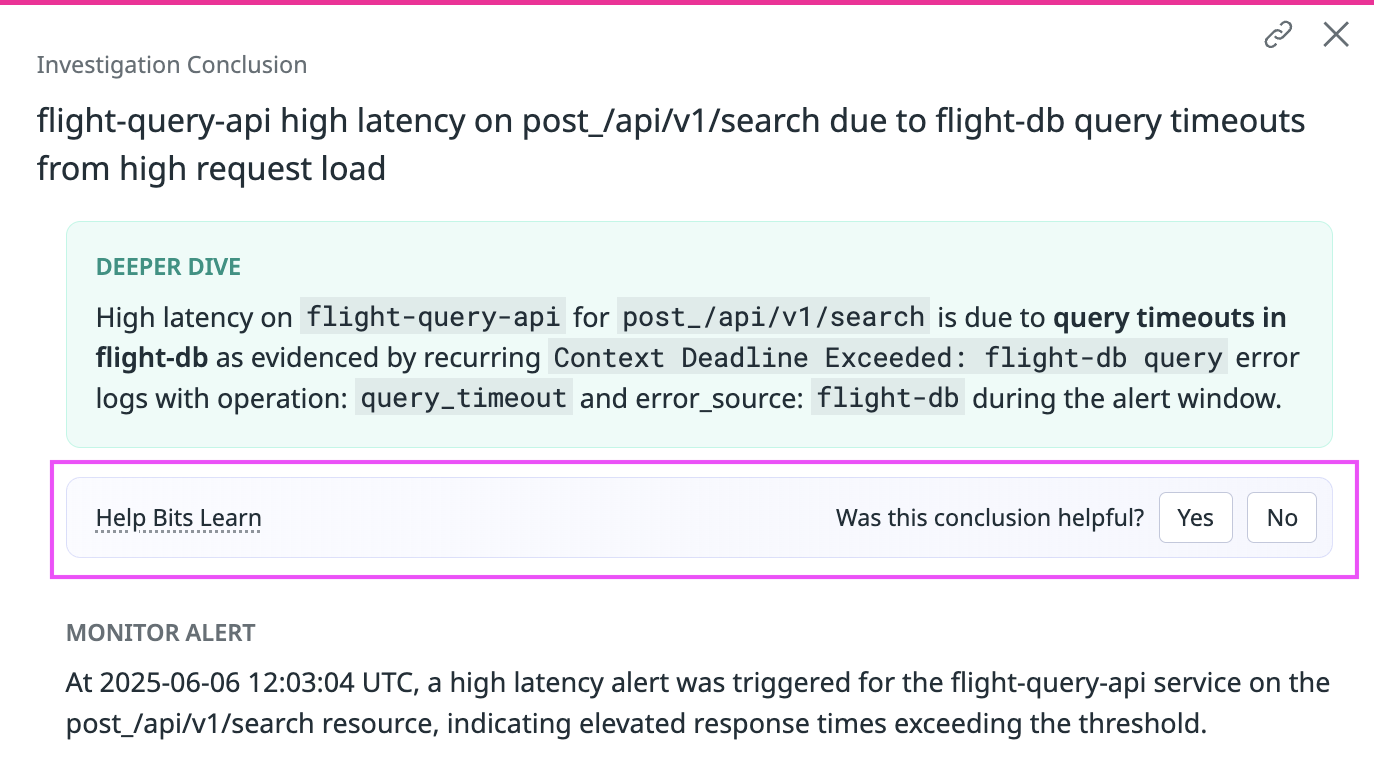 Investigation Conclusion
flight-query-api high latency on post_/api/v1/search due to flight-db query timeouts
from high request load
DEEPER DIVE
High latency on flight-query-api for post_/api/v1/search is due to query timeouts in
flight-db as evidenced by recurring Context Deadline Exceeded: flight-db query error
logs with operation: query_timeout and error_source: flight-db during the alert window.
Help Bits Learn Was this conclusion helpful? Yes No
MONITOR ALERT
At 2025-06-06 12:03:04 UTC, a high latency alert was triggered for the flight-query-api service on the
post_/api/v1/search resource, indicating elevated response times exceeding the threshold.